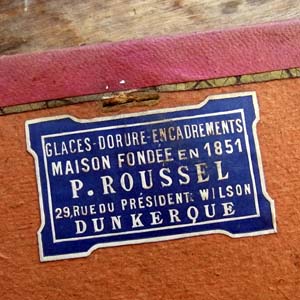 GLACES-DORURE-ENCADREMENTS
MAISON FONDÉE EN 1851
P. ROUSSEL
29, RUE DU PRÉSIDENT WILSON
DUNKERQUE